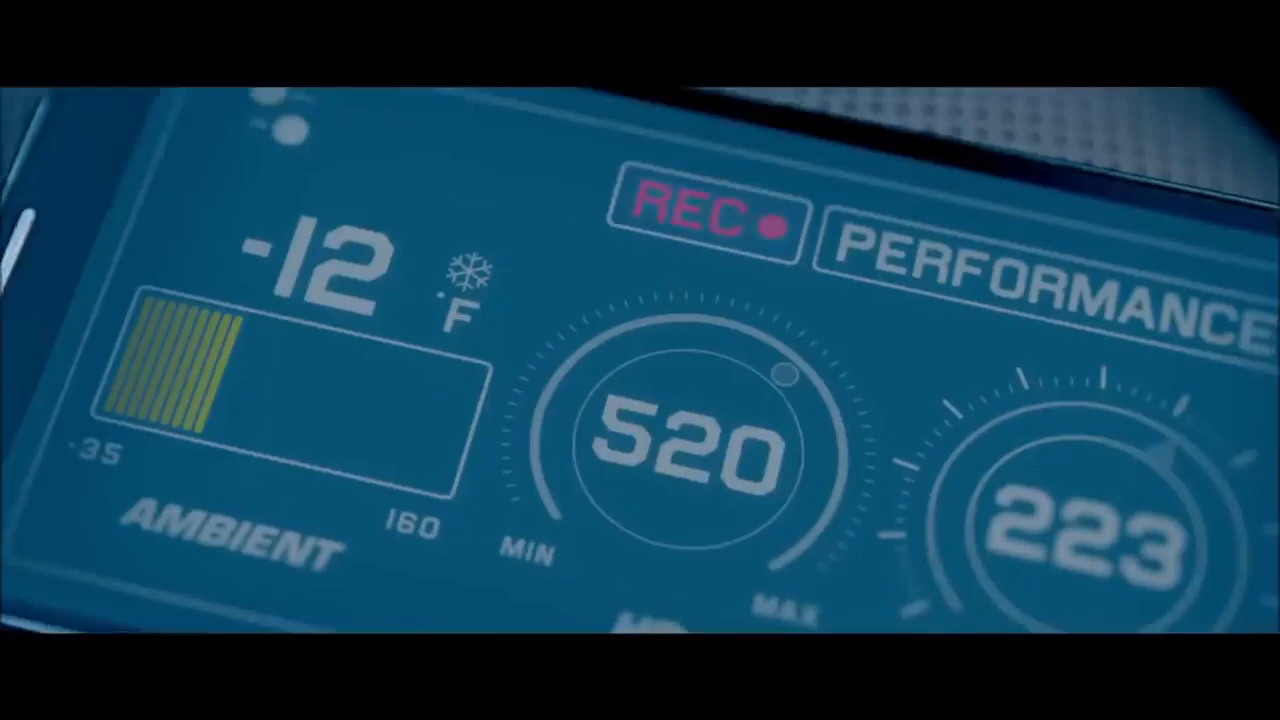 REC
PERFORMANCE
-12
°F
520
223
-35
160
AMBIENT
MIN
MAX